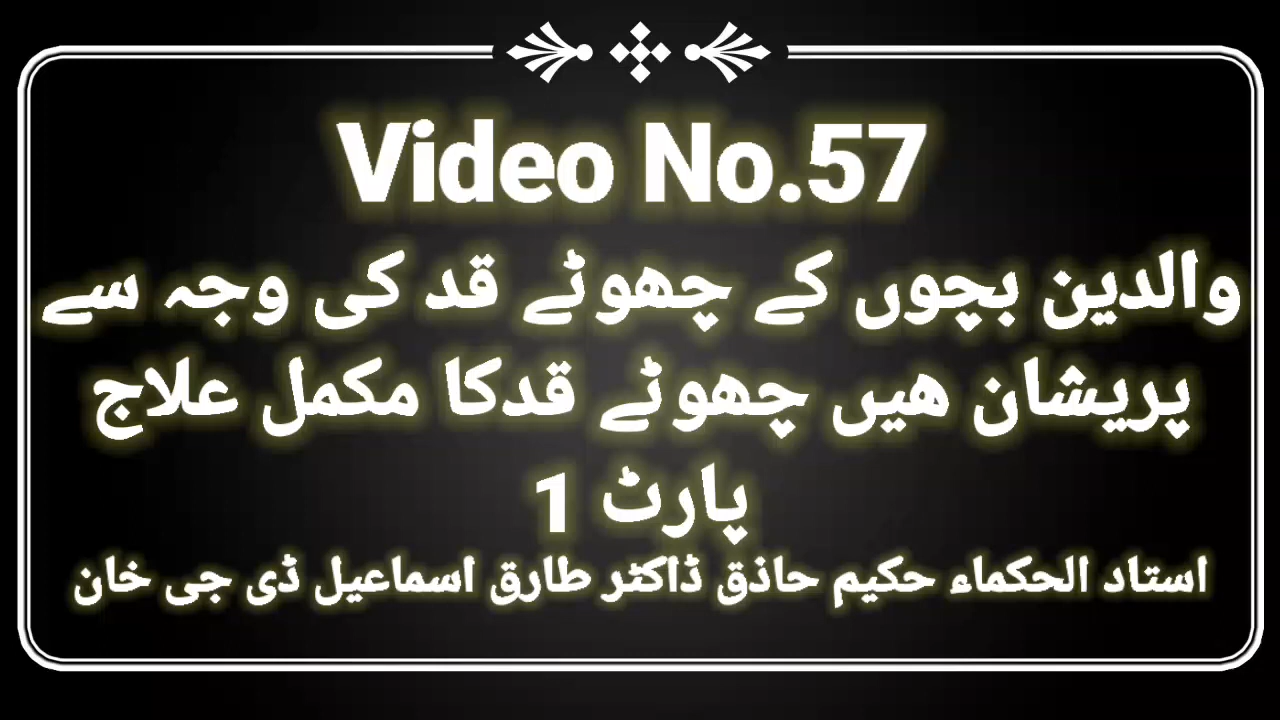 Video No.57
والدین بچوں کے چھوٹے قد کی وجہ سے
پریشان ھیں چھوٹے قدکا مکمل علاج
پارٹ 1
استاد الحکماء حکیم حاذق ڈاکٹر طارق اسماعیل ڈی جی خان